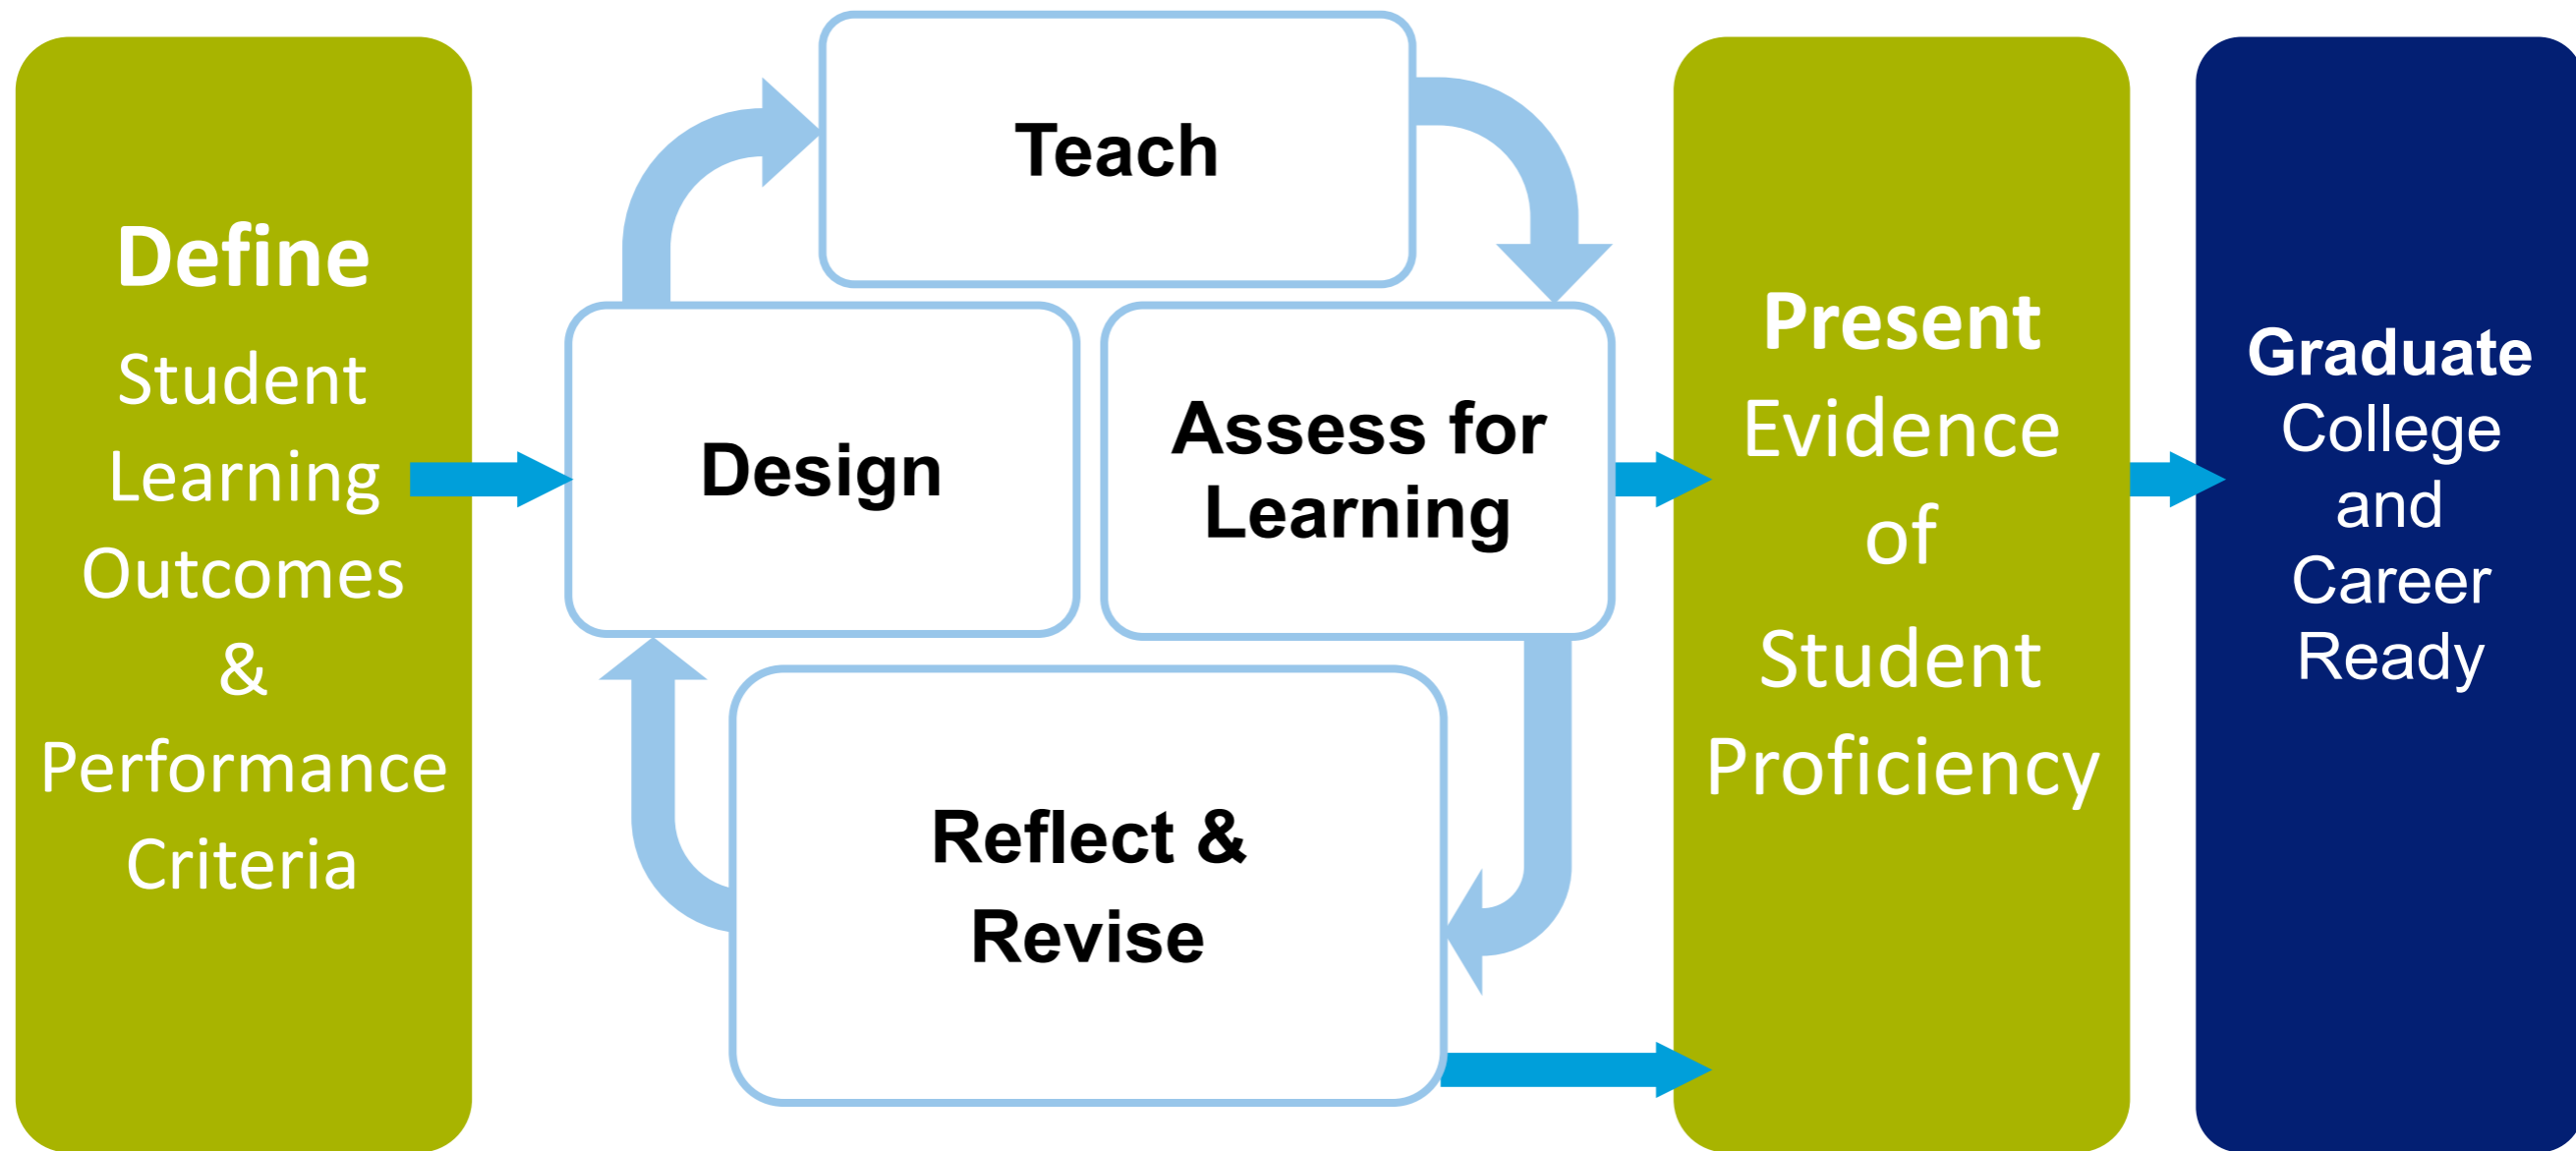 Define
Student
Learning
Outcomes
&
Performance
Criteria
Teach
Design
Assess for
Learning
Reflect &
Revise
Present
Evidence
of
Student
Proficiency
Graduate
College
and
Career
Ready